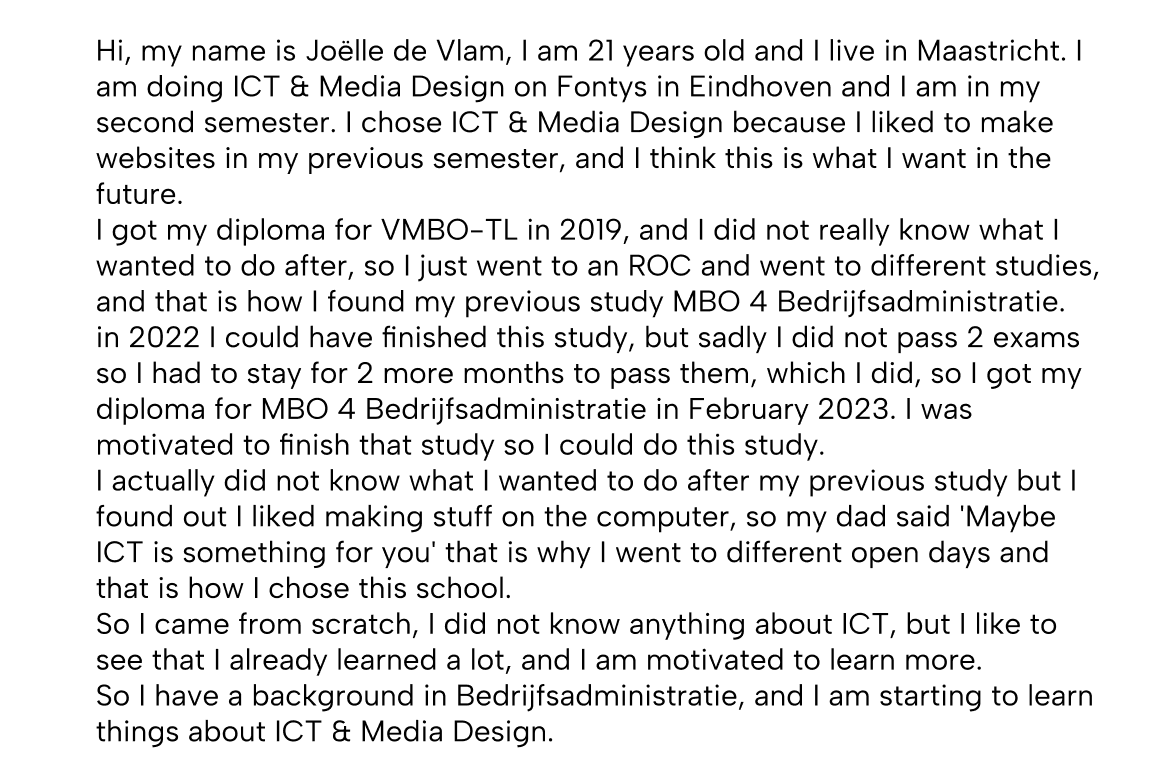 Hi, my name is Joëlle de Vlam, I am 21 years old and I live in Maastricht. I
am doing ICT & Media Design on Fontys in Eindhoven and I am in my
second semester. I chose ICT & Media Design because I liked to make
websites in my previous semester, and I think this is what I want in the
future.
I got my diploma for VMBO-TL in 2019, and I did not really know what I
wanted to do after, so I just went to an ROC and went to different studies,
and that is how I found my previous study MBO 4 Bedrijfsadministratie.
in 2022 I could have finished this study, but sadly I did not pass 2 exams
so I had to stay for 2 more months to pass them, which I did, so I got my
diploma for MBO 4 Bedrijfsadministratie in February 2023. I was
motivated to finish that study so I could do this study.
I actually did not know what I wanted to do after my previous study but I
found out I liked making stuff on the computer, so my dad said 'Maybe
ICT is something for you' that is why I went to different open days and
that is how I chose this school.
So I came from scratch, I did not know anything about ICT, but I like to
see that I already learned a lot, and I am motivated to learn more.
So I have a background in Bedrijfsadministratie, and I am starting to learn
things about ICT & Media Design.